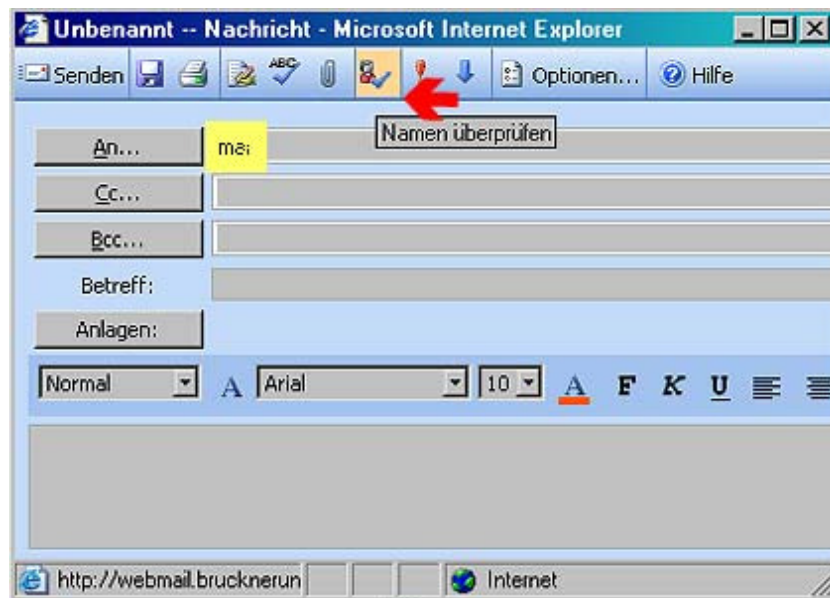 Unbenannt -- Nachricht - Microsoft Internet Explorer
Senden ABC Optionen... Hilfe
Namen überprüfen
An...
Cc...
Bcc...
Betreff:
Anlagen:
Normal A Arial 10 A F K U
http://webmail.brucknerun Internet